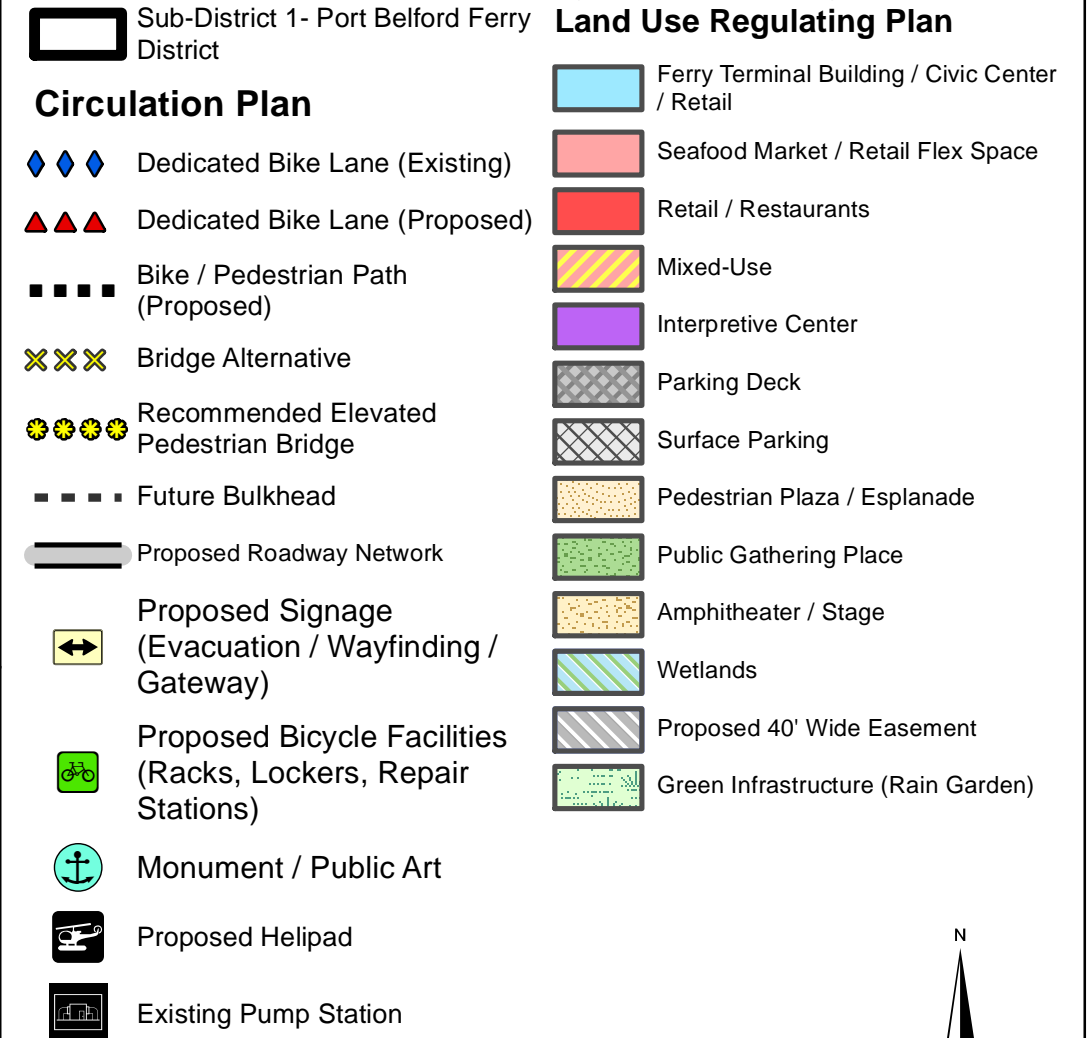 Sub-District 1- Port Belford Ferry
District
Circulation Plan
Dedicated Bike Lane (Existing)
Dedicated Bike Lane (Proposed)
Bike / Pedestrian Path
(Proposed)
Bridge Alternative
Recommended Elevated
Pedestrian Bridge
Future Bulkhead
Proposed Roadway Network
Proposed Signage
(Evacuation / Wayfinding /
Gateway)
Proposed Bicycle Facilities
(Racks, Lockers, Repair
Stations)
Monument / Public Art
Proposed Helipad
Existing Pump Station
Land Use Regulating Plan
Ferry Terminal Building / Civic Center
/ Retail
Seafood Market / Retail Flex Space
Retail / Restaurants
Mixed-Use
Interpretive Center
Parking Deck
Surface Parking
Pedestrian Plaza / Esplanade
Public Gathering Place
Amphitheater / Stage
Wetlands
Proposed 40' Wide Easement
Green Infrastructure (Rain Garden)
N